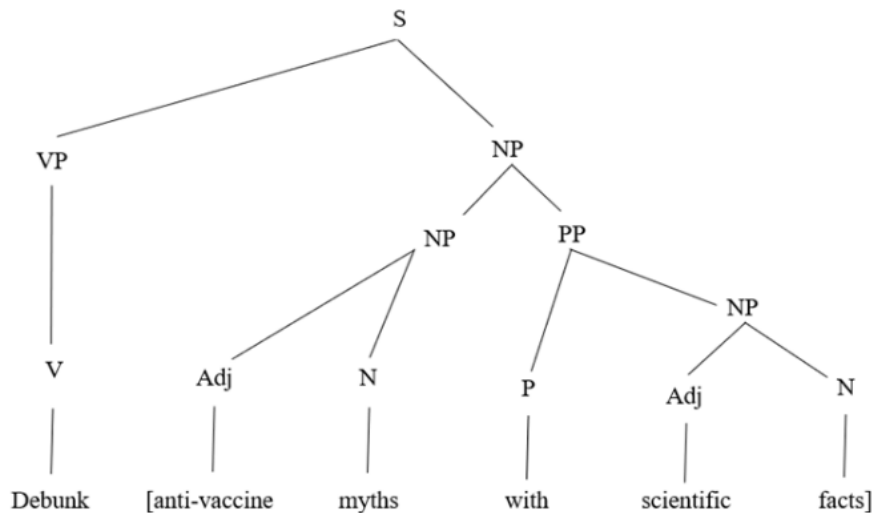 S
VP NP
NP PP
NP
V Adj N P Adj N
Debunk [anti-vaccine myths with scientific facts]